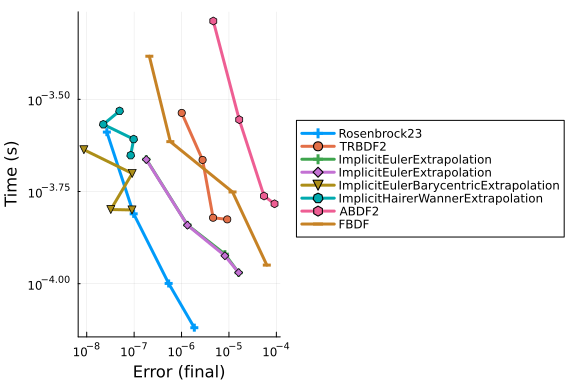 Time (s)
10^-3.50
10^-3.75
10^-4.00
10^-8 10^-7 10^-6 10^-5 10^-4
Error (final)
Rosenbrock23
TRBDF2
ImplicitEulerExtrapolation
ImplicitEulerExtrapolation
ImplicitEulerBarycentricExtrapolation
ImplicitHairerWannerExtrapolation
ABDF2
FBDF